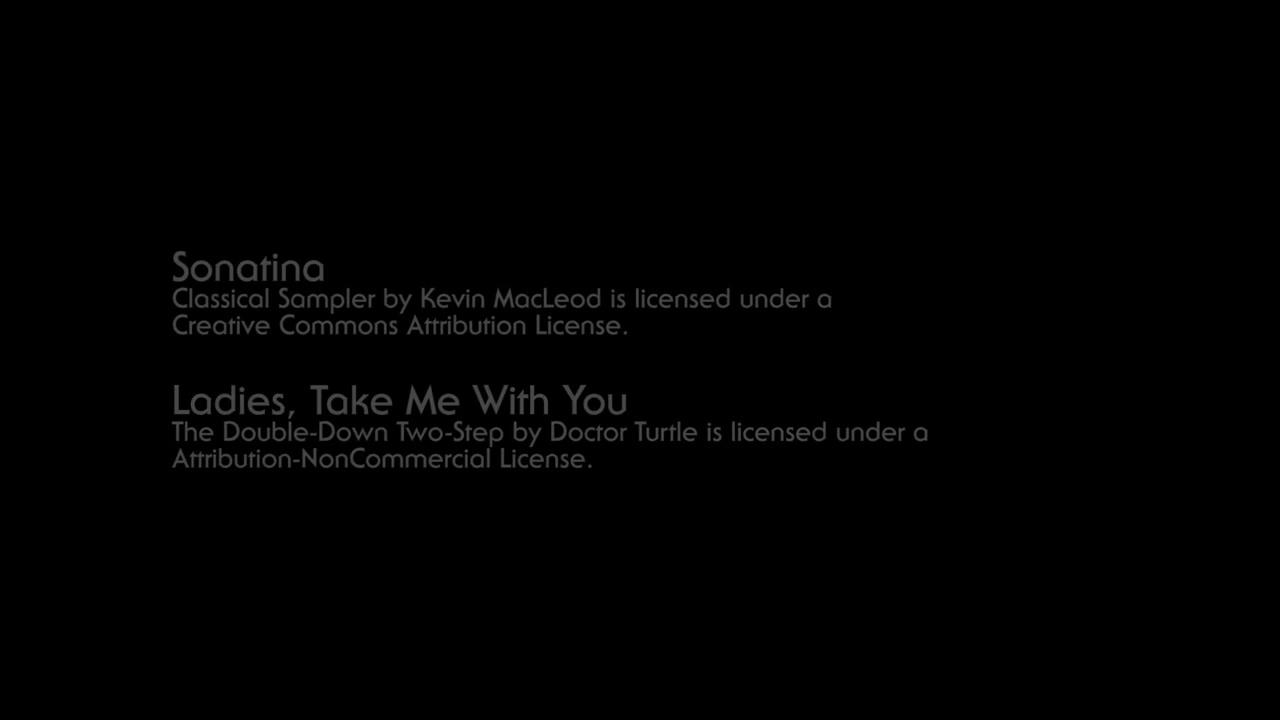 Sonatina
Classical Sampler by Kevin MacLeod is licensed under a
Creative Commons Attribution License.
Ladies, Take Me With You
The Double-Down Two-Step by Doctor Turtle is licensed under a
Attribution-NonCommercial License.